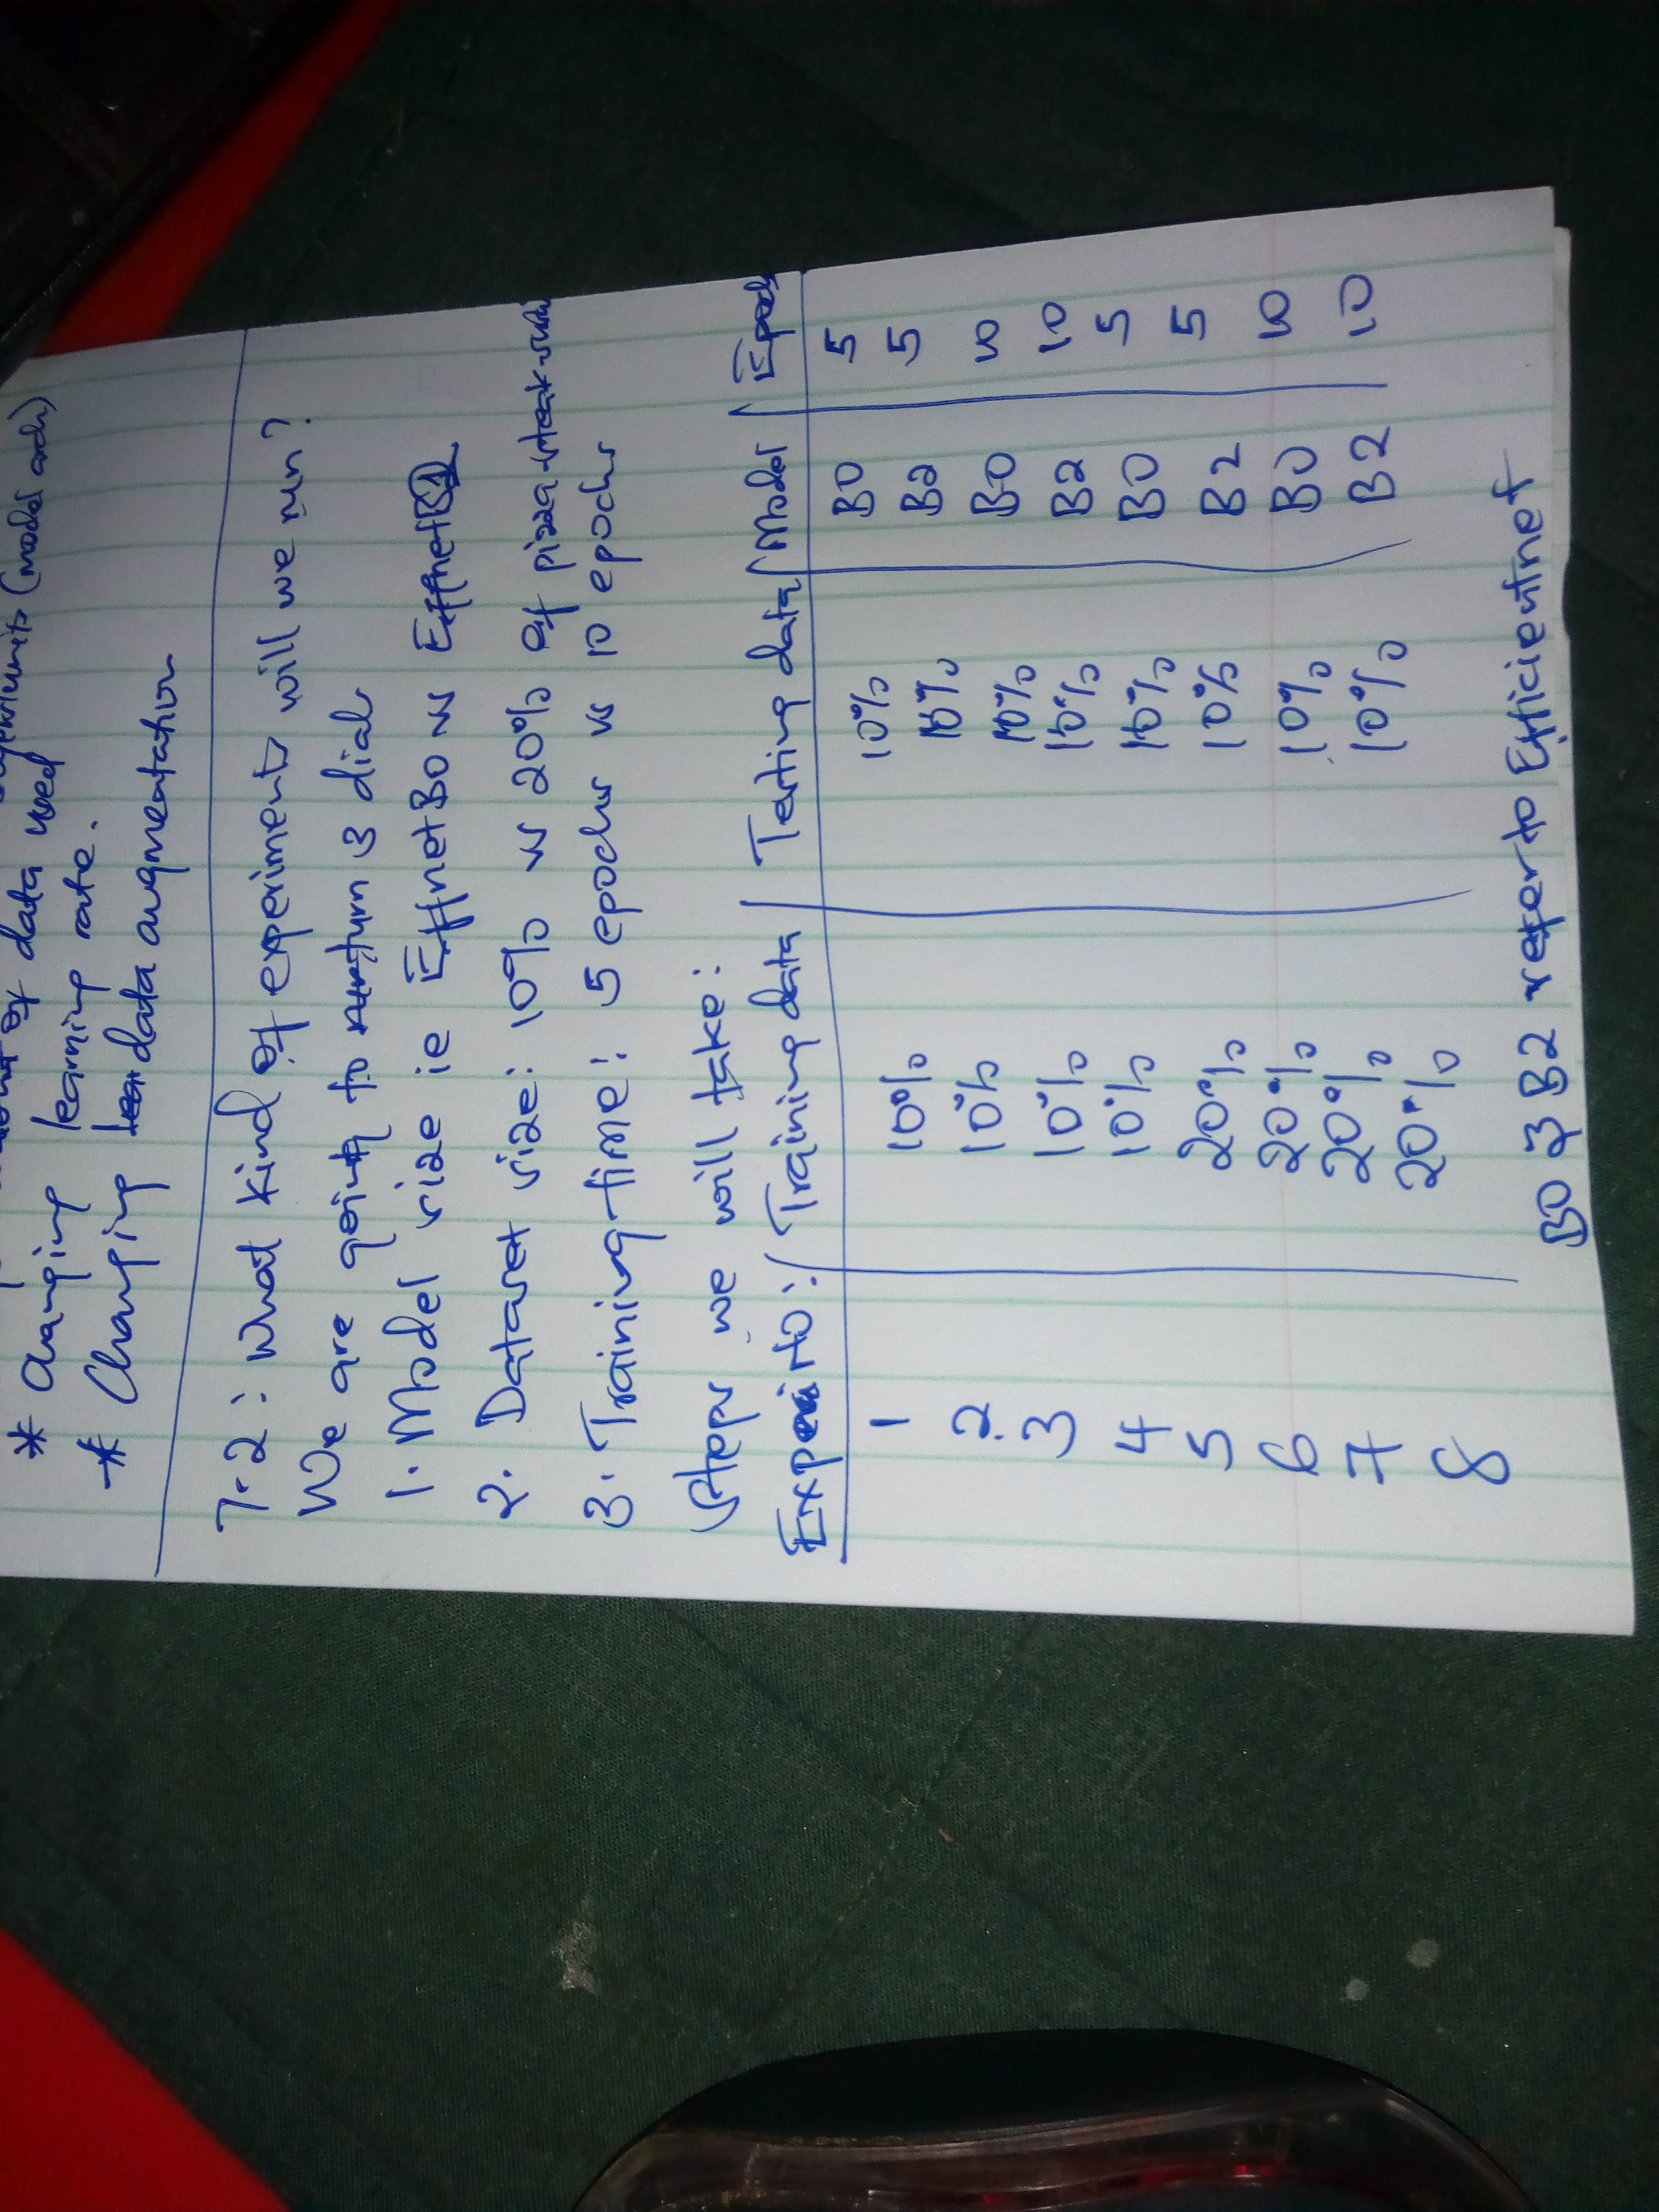 of data used experiments (model arch)
* Changing learning rate.
* Changing data augmentation
7.2: What kind of experiments will we run?
We are going to turn 3 dials
1. Model size ie EffnetB0 vs EffnetB2
2. Dataset size: 10% vs 20% of pizza steak sushi
3. Training time: 5 epochs vs 10 epochs
Steps we will take:
Experi No: / Training data / Testing data / Model / Epochs
1 10% 10% B0 5
2. 10% 10% B2 5
3 10% 10% B0 10
4 10% 10% B2 10
5 20% 10% B0 5
6 20% 10% B2 5
7 20% 10% B0 10
8 20% 10% B2 10
B0 & B2 refer to Efficientnet